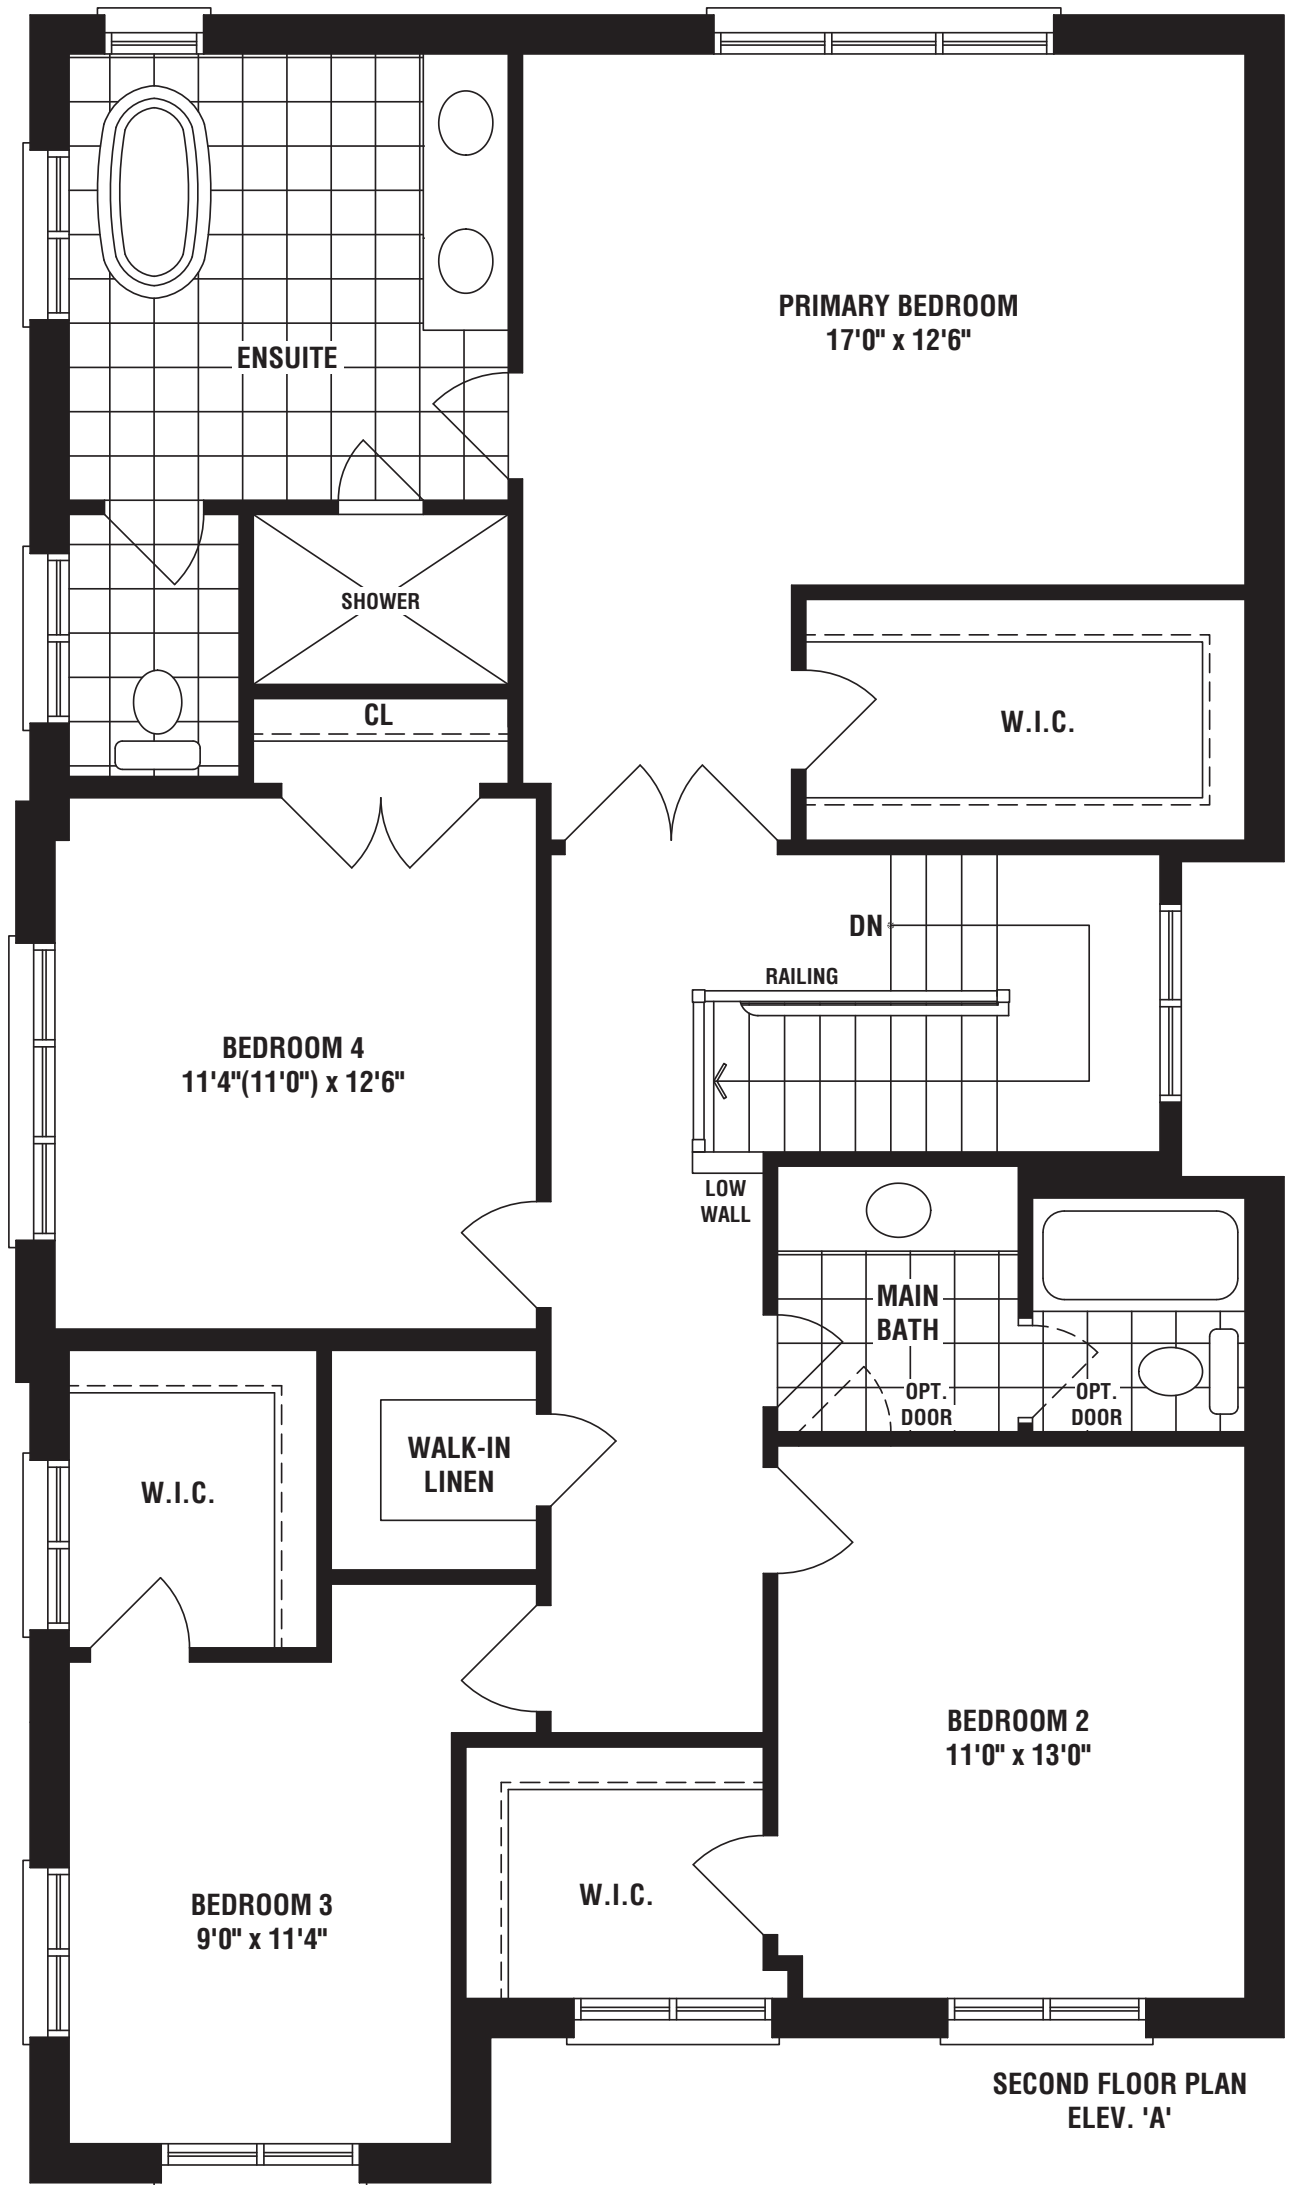 PRIMARY BEDROOM
17'0" x 12'6"
ENSUITE
SHOWER
CL
W.I.C.
DN
RAILING
BEDROOM 4
11'4"(11'0") x 12'6"
LOW
WALL
MAIN
BATH
OPT.
DOOR
OPT.
DOOR
WALK-IN
LINEN
W.I.C.
BEDROOM 2
11'0" x 13'0"
W.I.C.
BEDROOM 3
9'0" x 11'4"
SECOND FLOOR PLAN
ELEV. 'A'